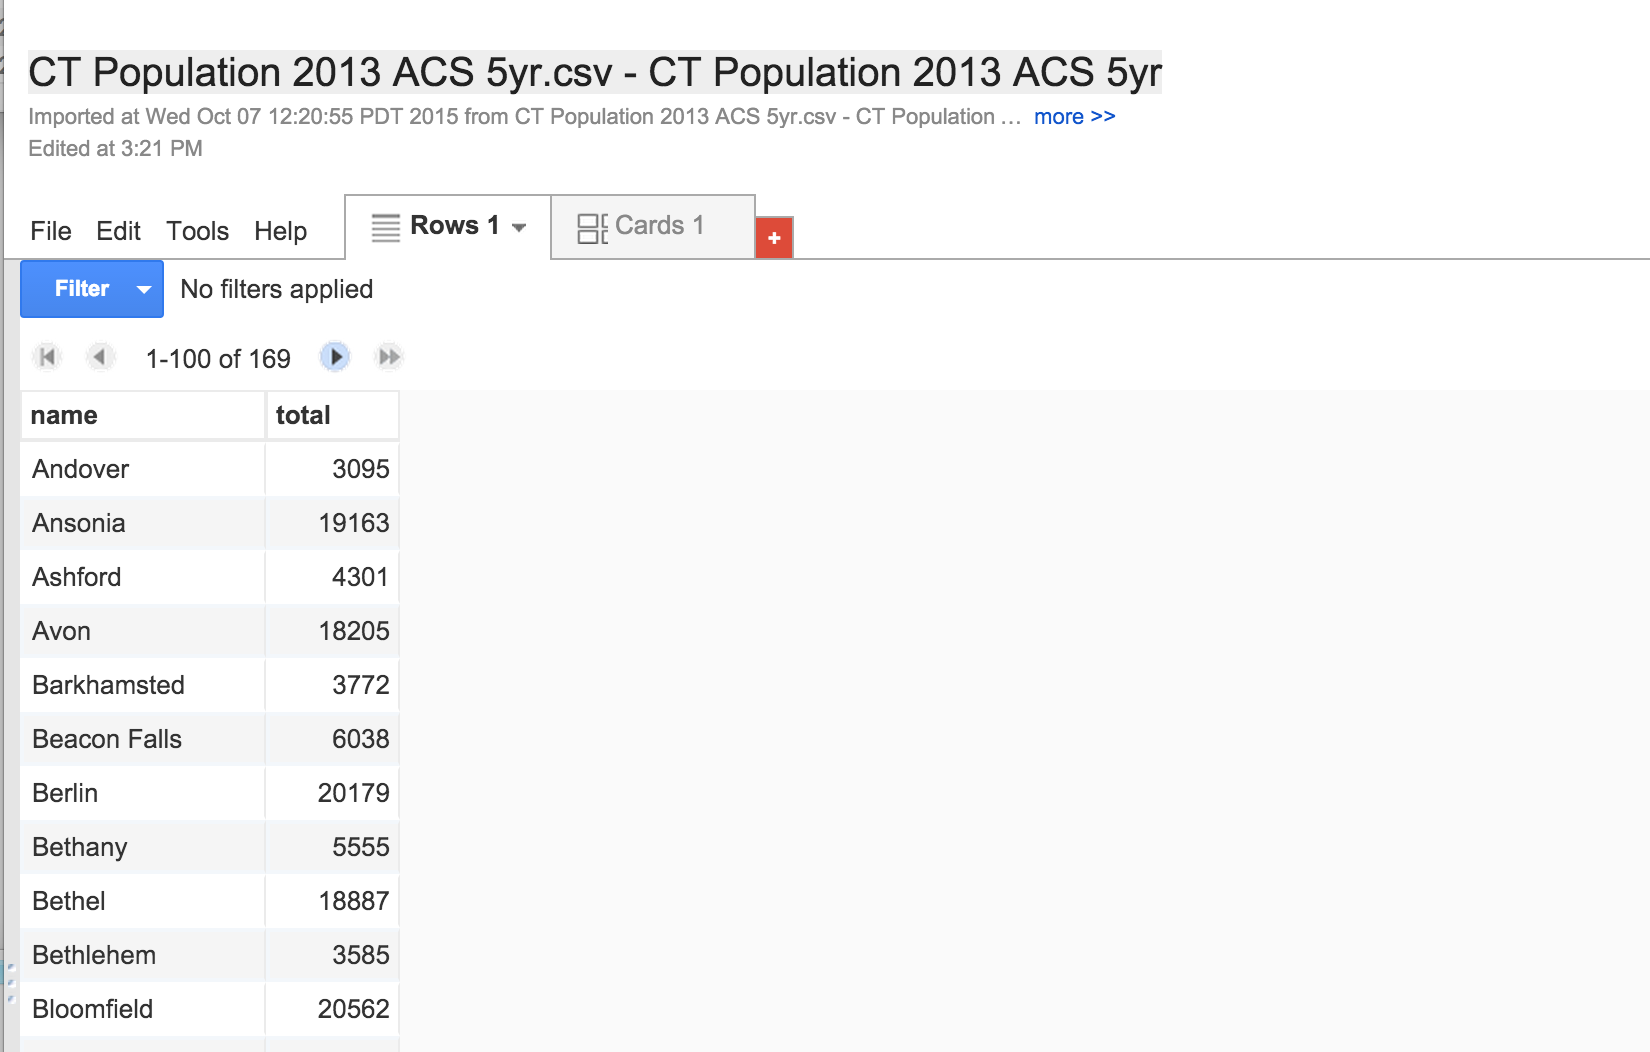 CT Population 2013 ACS 5yr.csv - CT Population 2013 ACS 5yr
Imported at Wed Oct 07 12:20:55 PDT 2015 from CT Population 2013 ACS 5yr.csv - CT Population ... more >>
Edited at 3:21 PM
File Edit Tools Help Rows 1 Cards 1 +
Filter No filters applied
1-100 of 169
name total
Andover 3095
Ansonia 19163
Ashford 4301
Avon 18205
Barkhamsted 3772
Beacon Falls 6038
Berlin 20179
Bethany 5555
Bethel 18887
Bethlehem 3585
Bloomfield 20562